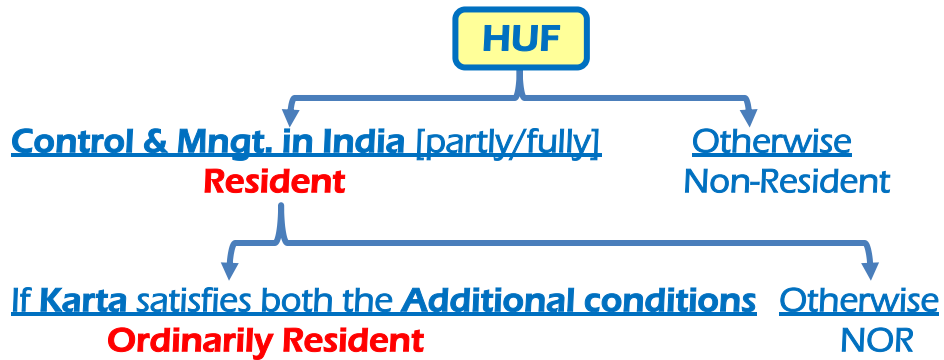 HUF
Control & Mngt. in India [partly/fully] Otherwise
Resident Non-Resident
If Karta satisfies both the Additional conditions Otherwise
Ordinarily Resident NOR